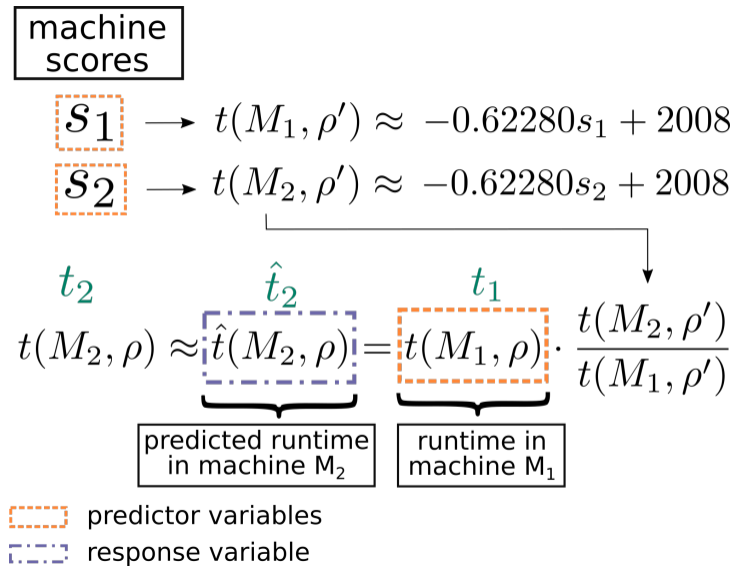 machine
scores
s₁ → t(M₁, ρ′) ≈ −0.62280s₁ + 2008
s₂ → t(M₂, ρ′) ≈ −0.62280s₂ + 2008
t₂ t̂₂ t₁
t(M₂, ρ) ≈ t̂(M₂, ρ) = t(M₁, ρ) · t(M₂, ρ′) / t(M₁, ρ′)
predicted runtime
in machine M₂
runtime in
machine M₁
predictor variables
response variable